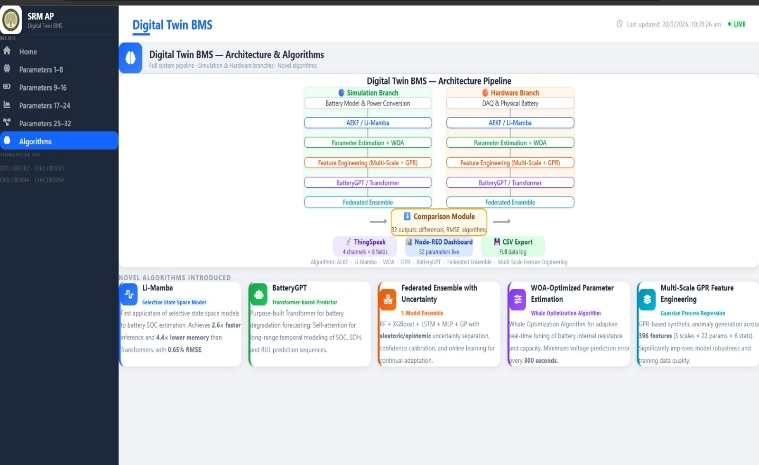 SRM AP
Digital Twin BMS
MENU
Home
Parameters 1-8
Parameters 9-16
Parameters 17-24
Parameters 25-32
Algorithms
Digital Twin BMS
Last updated: 20/3/2026, 10:28:26 am
LIVE
Digital Twin BMS — Architecture & Algorithms
Full system pipeline · Simulation & Hardware branches · Novel algorithms
Digital Twin BMS — Architecture Pipeline
Simulation Branch
Battery Model & Power Conversion
AEKF / Li-Mamba
Parameter Estimation + WOA
Feature Engineering (Multi-Scale + GPR)
BatteryGPT / Transformer
Federated Ensemble
Hardware Branch
DAQ & Physical Battery
AEKF / Li-Mamba
Parameter Estimation + WOA
Feature Engineering (Multi-Scale + GPR)
BatteryGPT / Transformer
Federated Ensemble
Comparison Module
32 outputs: differences, RMSE, algorithms
ThingSpeak
4 channels × 8 fields
Node-RED Dashboard
32 parameters live
CSV Export
Full data log
Algorithms: AEKF · Li-Mamba · WOA · GPR · BatteryGPT · Federated Ensemble · Multi-Scale Feature Engineering
NOVEL ALGORITHMS INTRODUCED
Li-Mamba
Selective State Space Model
First application of selective state space models
to battery SOC estimation. Achieves 2.6× faster
inference and 4.4× lower memory than
Transformers, with 0.65% RMSE.
BatteryGPT
Transformer-based Predictor
Purpose-built Transformer for battery
degradation forecasting. Self-attention for
long-range temporal modeling of SOC, SOH,
and RUL prediction sequences.
Federated Ensemble with
Uncertainty
5-Model Ensemble
RF + XGBoost + LSTM + MLP + GP with
aleatoric/epistemic uncertainty separation,
confidence calibration, and online learning for
continual adaptation.
WOA-Optimized Parameter
Estimation
Whale Optimization Algorithm
Whale Optimization Algorithm for adaptive
real-time tuning of battery internal resistance
and capacity. Minimizes voltage prediction error
every 300 seconds.
Multi-Scale GPR Feature
Engineering
Gaussian Process Regression
GPR-based synthetic anomaly generation across
396 features (3 scales × 22 params × 6 stats).
Significantly improves model robustness and
training data quality.